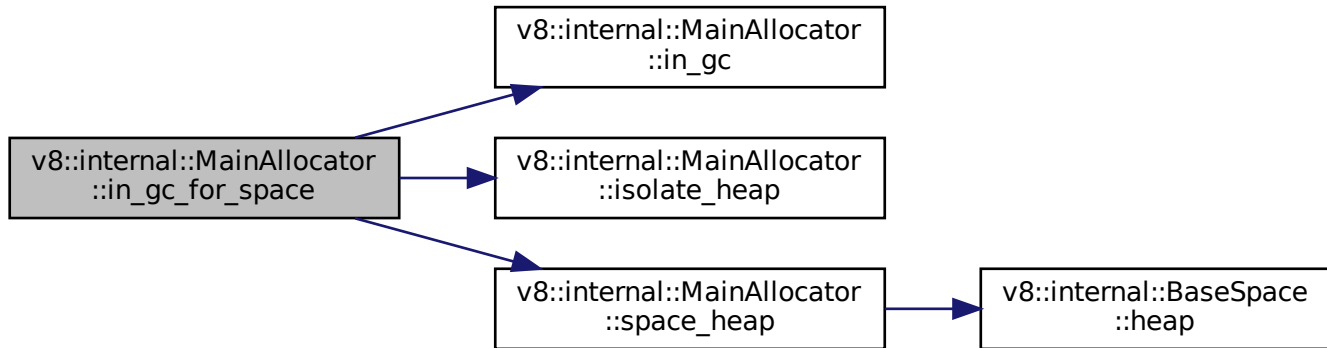 v8::internal::MainAllocator
::in_gc
v8::internal::MainAllocator
::in_gc_for_space
v8::internal::MainAllocator
::isolate_heap
v8::internal::MainAllocator
::space_heap
v8::internal::BaseSpace
::heap